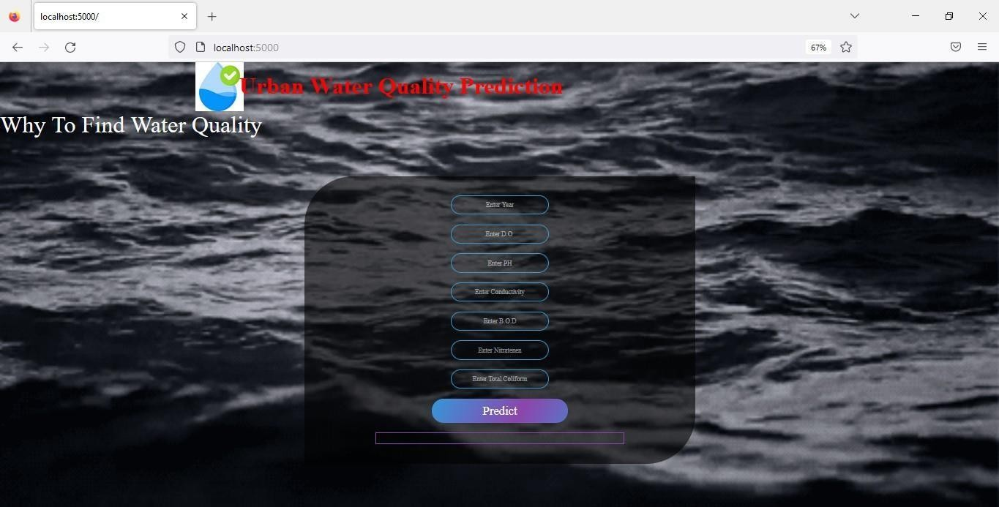 localhost:5000/
localhost:5000
67%
Urban Water Quality Prediction
Why To Find Water Quality
Enter Year
Enter D.O
Enter PH
Enter Conductivity
Enter B.O.D
Enter Nitratenen
Enter Total Coliform
Predict